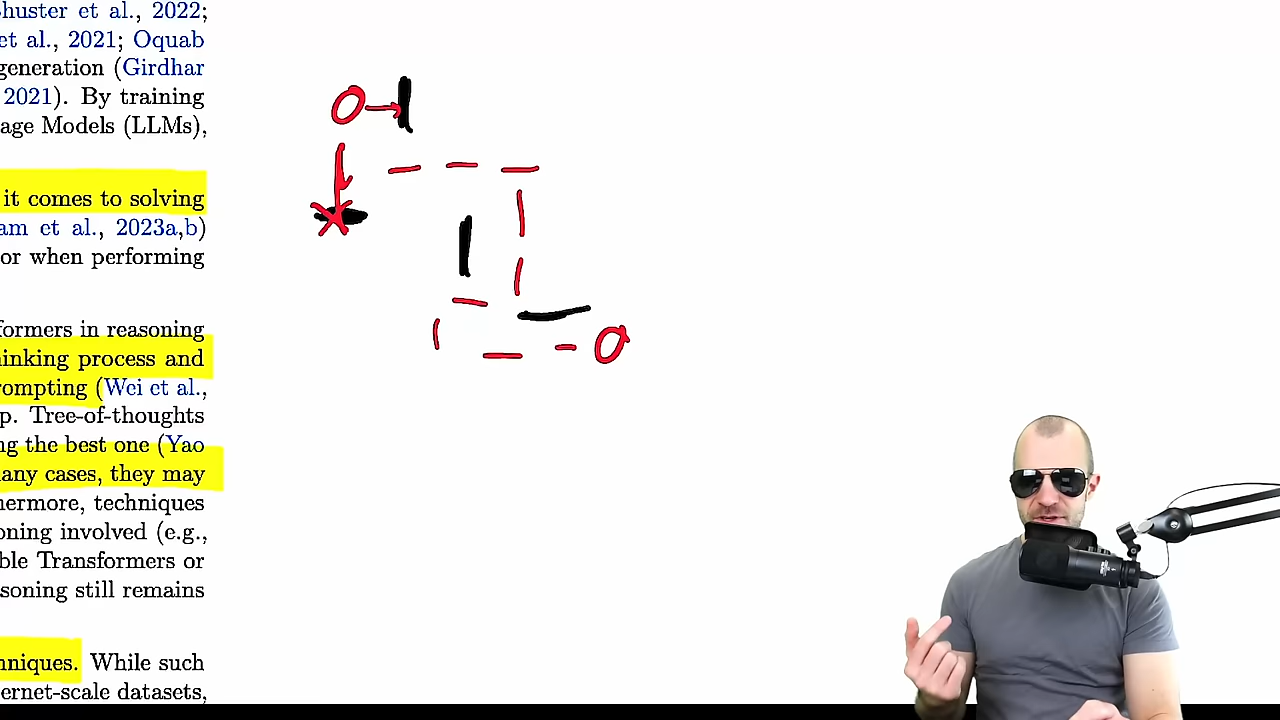 huster et al., 2022;
et al., 2021; Oquab
generation (Girdhar
2021). By training
age Models (LLMs),
it comes to solving
am et al., 2023a,b)
or when performing
formers in reasoning
inking process and
rompting (Wei et al.,
p. Tree-of-thoughts
ng the best one (Yao
any cases, they may
hermore, techniques
oning involved (e.g.,
ble Transformers or
soning still remains
hniques. While such
ernet-scale datasets,